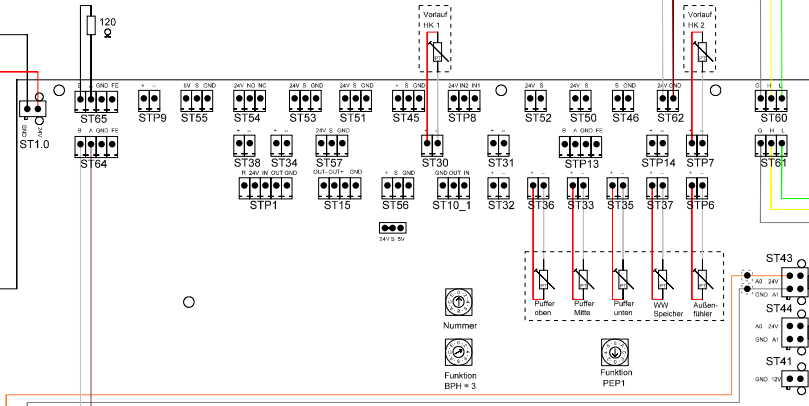 Vorlauf
HK 1
Vorlauf
HK 2
120
Ω
B A GND FE
+ -
5V S GND
24V NO NC
24V S GND
24V S GND
+ S GND
24V IN2 IN1
24V S
24V S
S GND
24V GND
G H L
ST65
STP9
ST55
ST54
ST53
ST51
ST45
STP8
ST52
ST50
ST46
ST62
ST60
GND
24V
ST1.0
B A GND FE
+ -
+ -
24V S GND
+ -
+ -
B A GND FE
+ -
+ -
G H L
ST64
ST38
ST34
ST57
ST30
ST31
STP13
STP14
STP7
ST61
R 24V IN OUT GND
OUT- OUT+ GND
+ S GND
GND OUT IN
+ -
+ -
+ -
+ -
+ -
+ -
STP1
ST15
ST56
ST10_1
ST32
ST36
ST33
ST35
ST37
STP6
24V S 5V
Puffer
oben
Puffer
Mitte
Puffer
unten
WW
Speicher
Außen-
fühler
ST43
A0 24V
GND A1
ST44
A0 24V
GND A1
ST41
GND 12V
Nummer
Funktion
BPH = 3
Funktion
PEP1